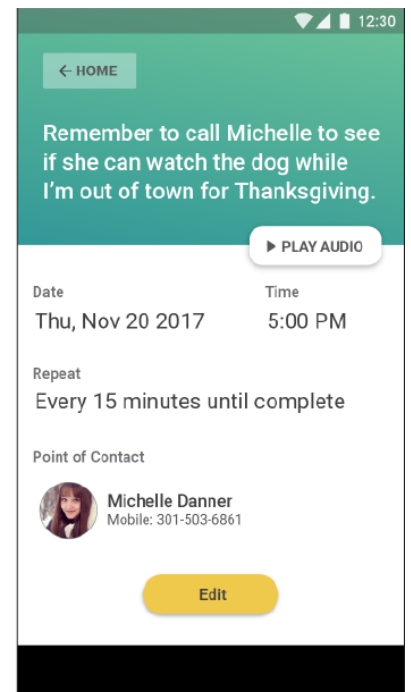 12:30
← HOME
Remember to call Michelle to see
if she can watch the dog while
I'm out of town for Thanksgiving.
▶ PLAY AUDIO
Date Time
Thu, Nov 20 2017 5:00 PM
Repeat
Every 15 minutes until complete
Point of Contact
Michelle Danner
Mobile: 301-503-6861
Edit